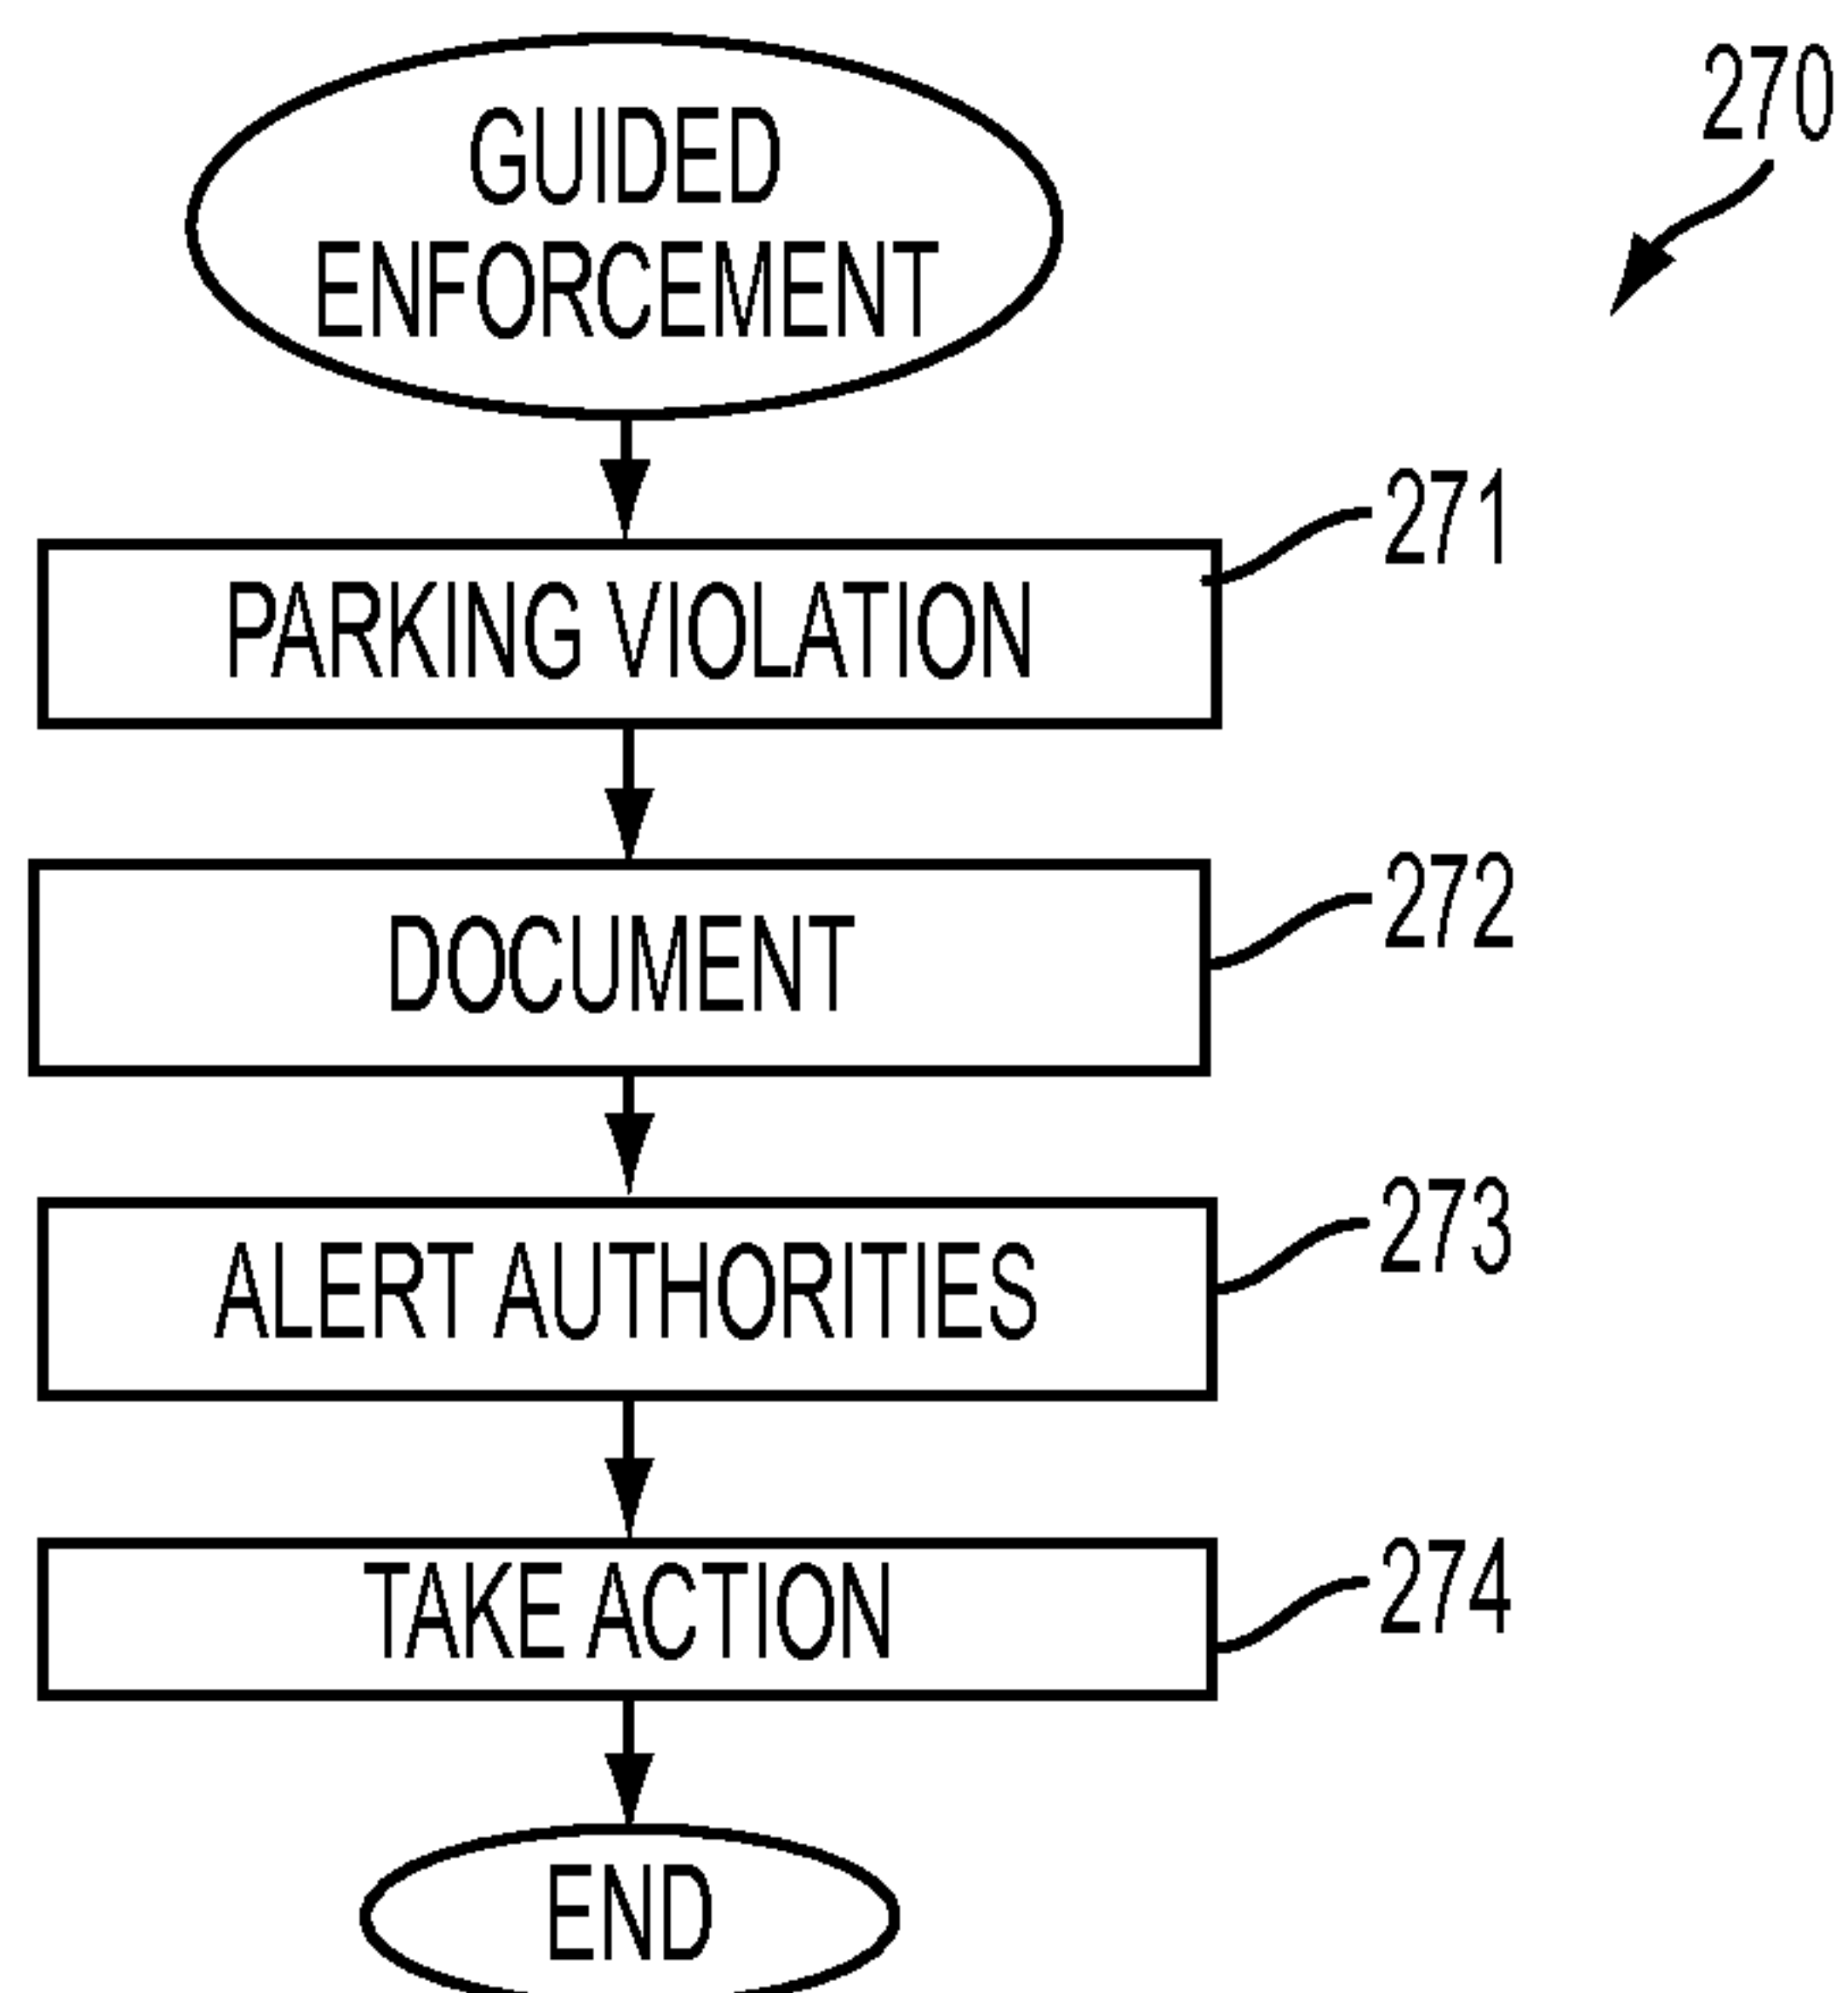 270
GUIDED
ENFORCEMENT
271
PARKING VIOLATION
272
DOCUMENT
273
ALERT AUTHORITIES
274
TAKE ACTION
END